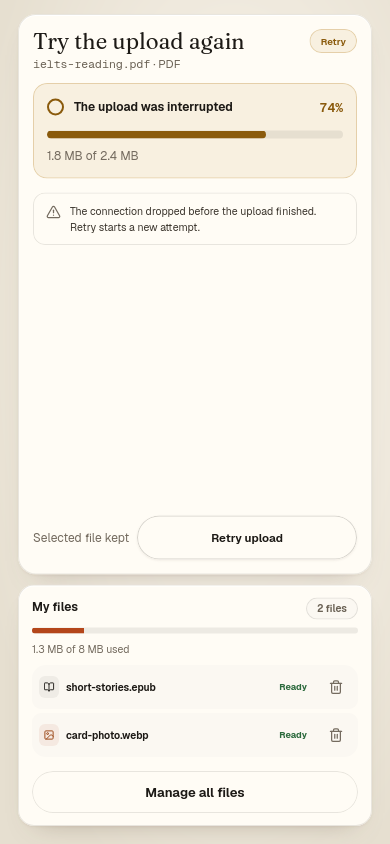 Try the upload again
Retry
ielts-reading.pdf · PDF
The upload was interrupted
74%
1.8 MB of 2.4 MB
The connection dropped before the upload finished.
Retry starts a new attempt.
Selected file kept
Retry upload
My files
2 files
1.3 MB of 8 MB used
short-stories.epub
Ready
card-photo.webp
Ready
Manage all files